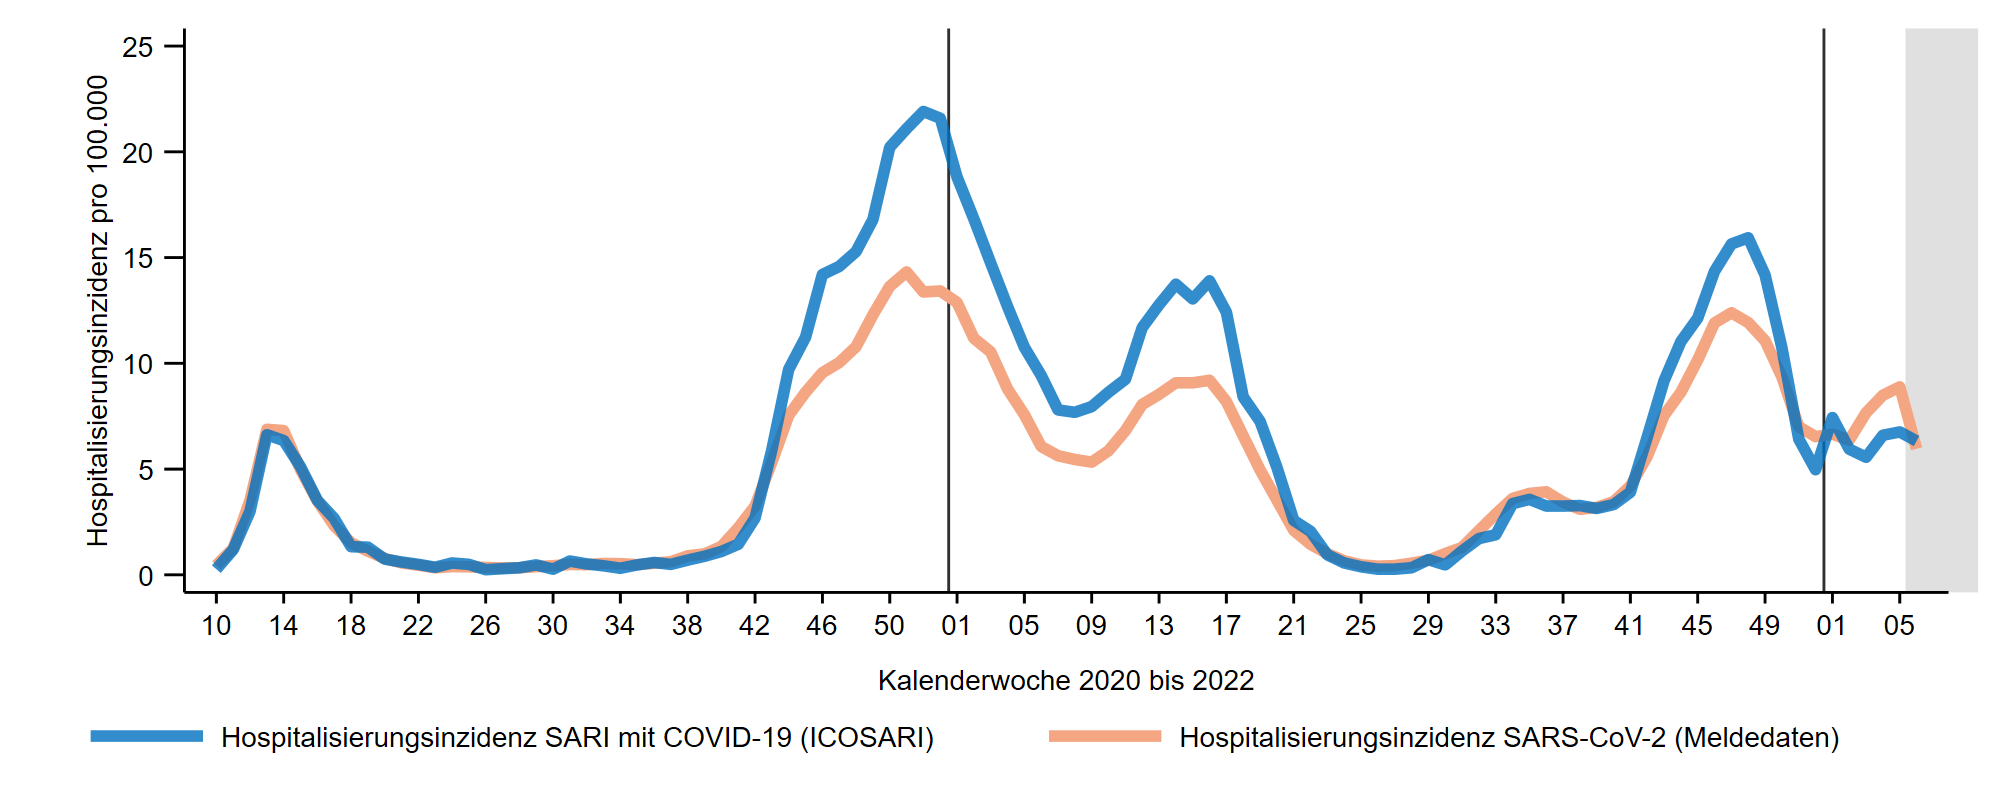 Hospitalisierungsinzidenz pro 100.000
25
20
15
10
5
0
10 14 18 22 26 30 34 38 42 46 50 01 05 09 13 17 21 25 29 33 37 41 45 49 01 05
Kalenderwoche 2020 bis 2022
Hospitalisierungsinzidenz SARI mit COVID-19 (ICOSARI) Hospitalisierungsinzidenz SARS-CoV-2 (Meldedaten)